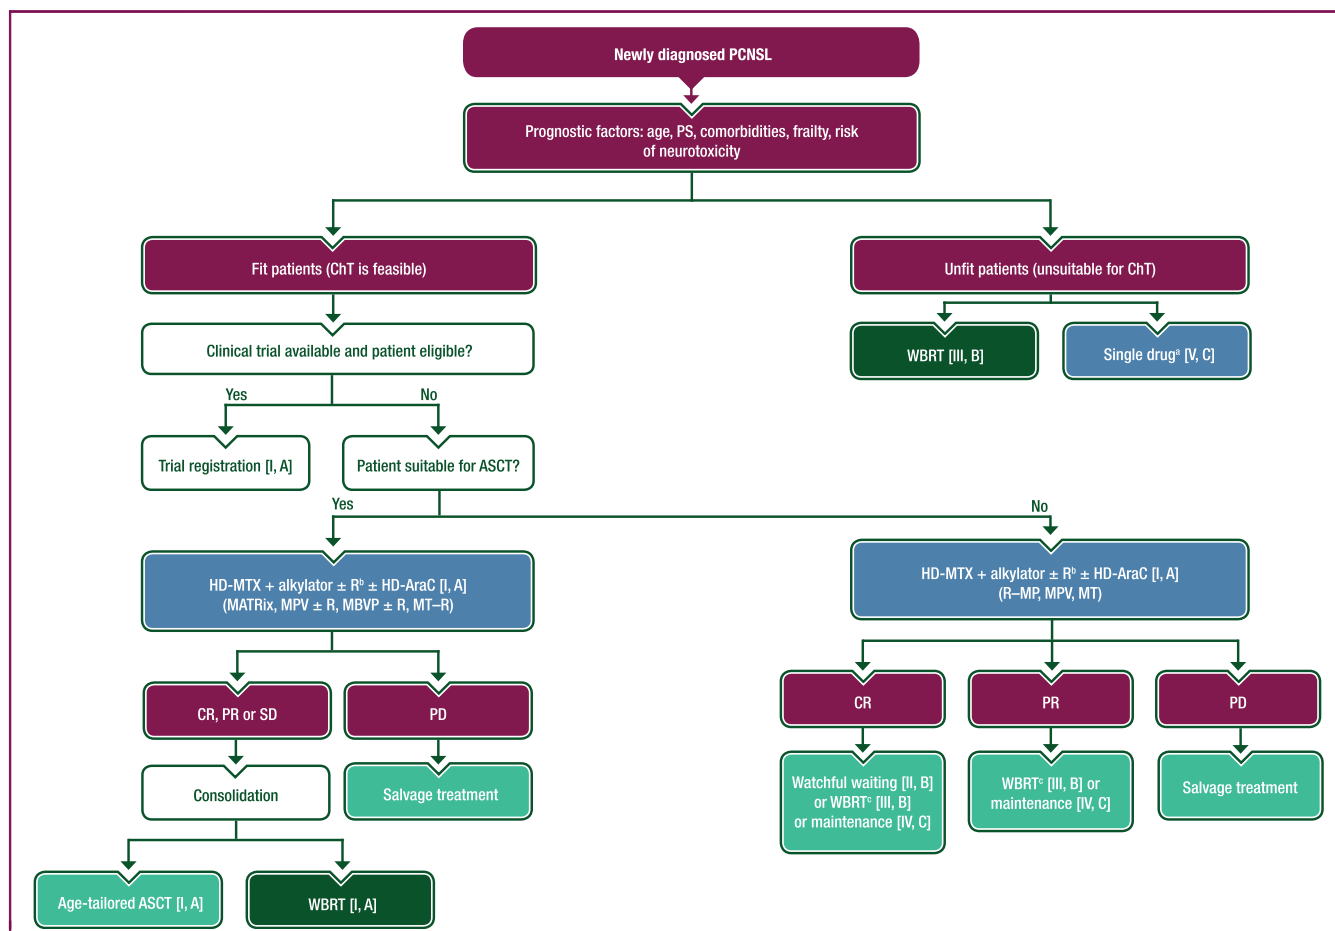 Newly diagnosed PCNSL
Prognostic factors: age, PS, comorbidities, frailty, risk
of neurotoxicity
Fit patients (ChT is feasible)
Unfit patients (unsuitable for ChT)
Clinical trial available and patient eligible?
WBRT [III, B]
Single drugᵃ [V, C]
Yes
No
Trial registration [I, A]
Patient suitable for ASCT?
Yes
No
HD-MTX + alkylator ± Rᵇ ± HD-AraC [I, A]
(MATRix, MPV ± R, MBVP ± R, MT–R)
HD-MTX + alkylator ± Rᵇ ± HD-AraC [I, A]
(R–MP, MPV, MT)
CR, PR or SD
PD
CR
PR
PD
Consolidation
Salvage treatment
Watchful waiting [II, B]
or WBRTᶜ [III, B]
or maintenance [IV, C]
WBRTᶜ [III, B] or
maintenance [IV, C]
Salvage treatment
Age-tailored ASCT [I, A]
WBRT [I, A]